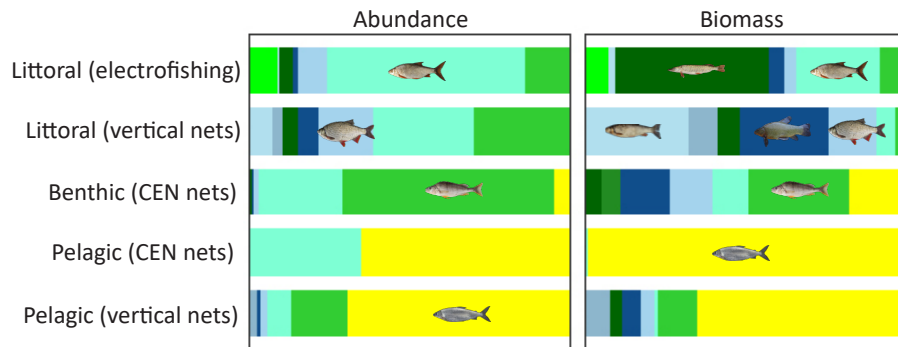 Abundance
Biomass
Littoral (electrofishing)
Littoral (vertical nets)
Benthic (CEN nets)
Pelagic (CEN nets)
Pelagic (vertical nets)